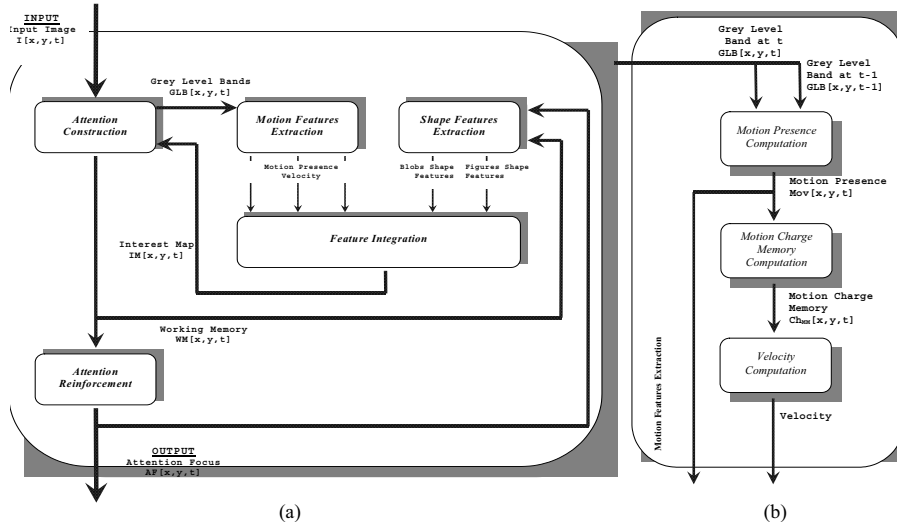 INPUT
Input Image
I[x,y,t]
Grey Level Bands
GLB[x,y,t]
Attention
Construction
Motion Features
Extraction
Shape Features
Extraction
Motion Presence
Velocity
Blobs Shape
Features
Figures Shape
Features
Feature Integration
Interest Map
IM[x,y,t]
Working Memory
WM[x,y,t]
Attention
Reinforcement
OUTPUT
Attention Focus
AF[x,y,t]
(a)
Grey Level
Band at t
GLB[x,y,t]
Grey Level
Band at t-1
GLB[x,y,t-1]
Motion Presence
Computation
Motion Presence
Mov[x,y,t]
Motion Charge
Memory
Computation
Motion Charge
Memory
ChMM[x,y,t]
Velocity
Computation
Velocity
Motion Features Extraction
(b)